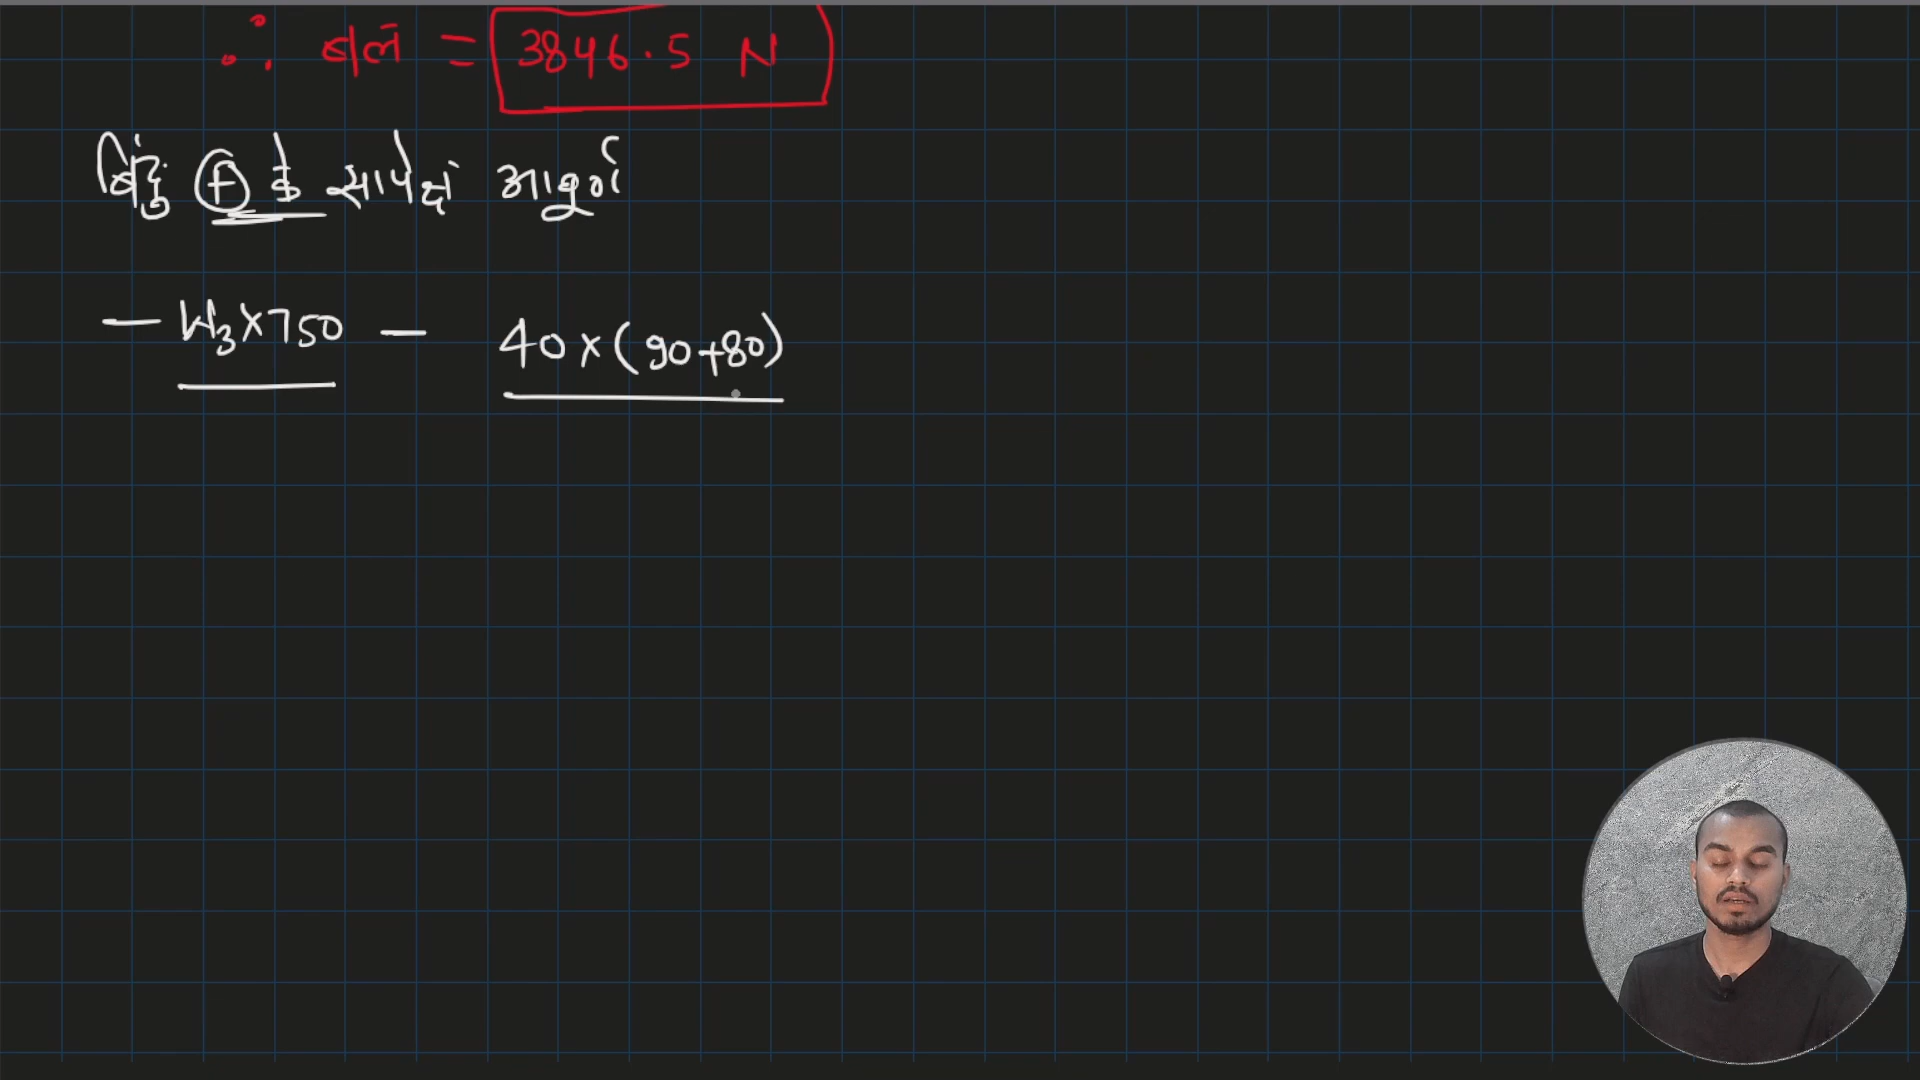 ∴ बल = 3846.5 N
बिंदु F के सापेक्ष आघूर्ण
- W₃×750 - 40×(90+80)